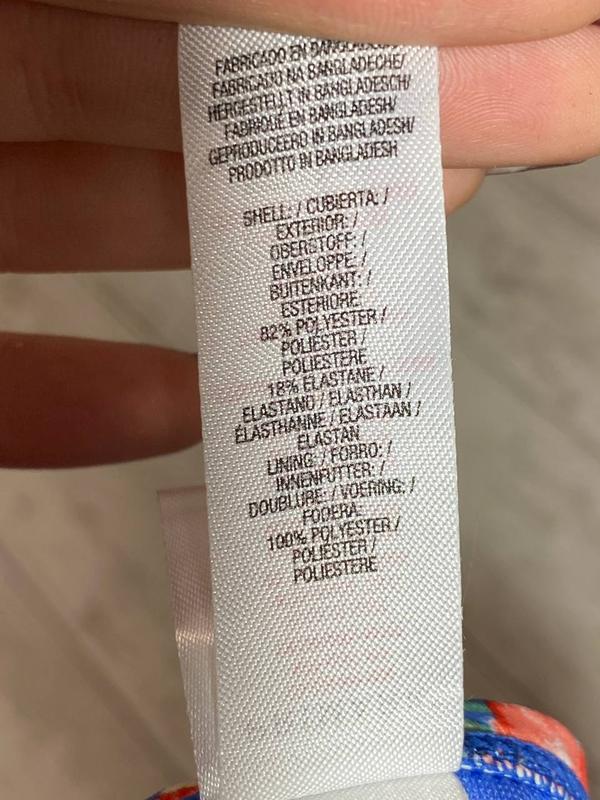 FABRICADO EN BANGLADESH/
FABRICADO NA BANGLADECHE/
HERGESTELLT IN BANGLADESCH/
FABRIQUÉ EN BANGLADESH/
GEPRODUCEERD IN BANGLADESH/
PRODOTTO IN BANGLADESH
SHELL: / CUBIERTA: /
EXTERIOR: /
OBERSTOFF: /
ENVELOPPE: /
BUITENKANT: /
ESTERIORE:
82% POLYESTER /
POLIÉSTER /
POLIESTERE
18% ELASTANE /
ELASTANO / ELASTHAN /
ÉLASTHANNE / ELASTAAN /
ELASTAN
LINING: / FORRO: /
INNENFUTTER: /
DOUBLURE: / VOERING: /
FODERA:
100% POLYESTER /
POLIÉSTER /
POLIESTERE